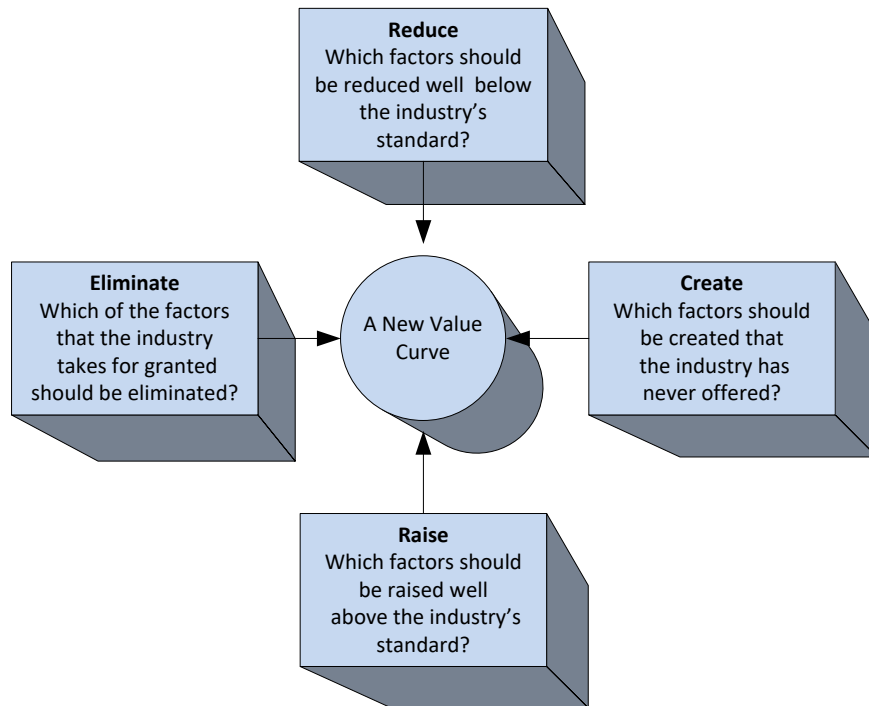 Reduce
Which factors should
be reduced well below
the industry’s
standard?
Eliminate
Which of the factors
that the industry
takes for granted
should be eliminated?
A New Value
Curve
Create
Which factors should
be created that
the industry has
never offered?
Raise
Which factors should
be raised well
above the industry’s
standard?